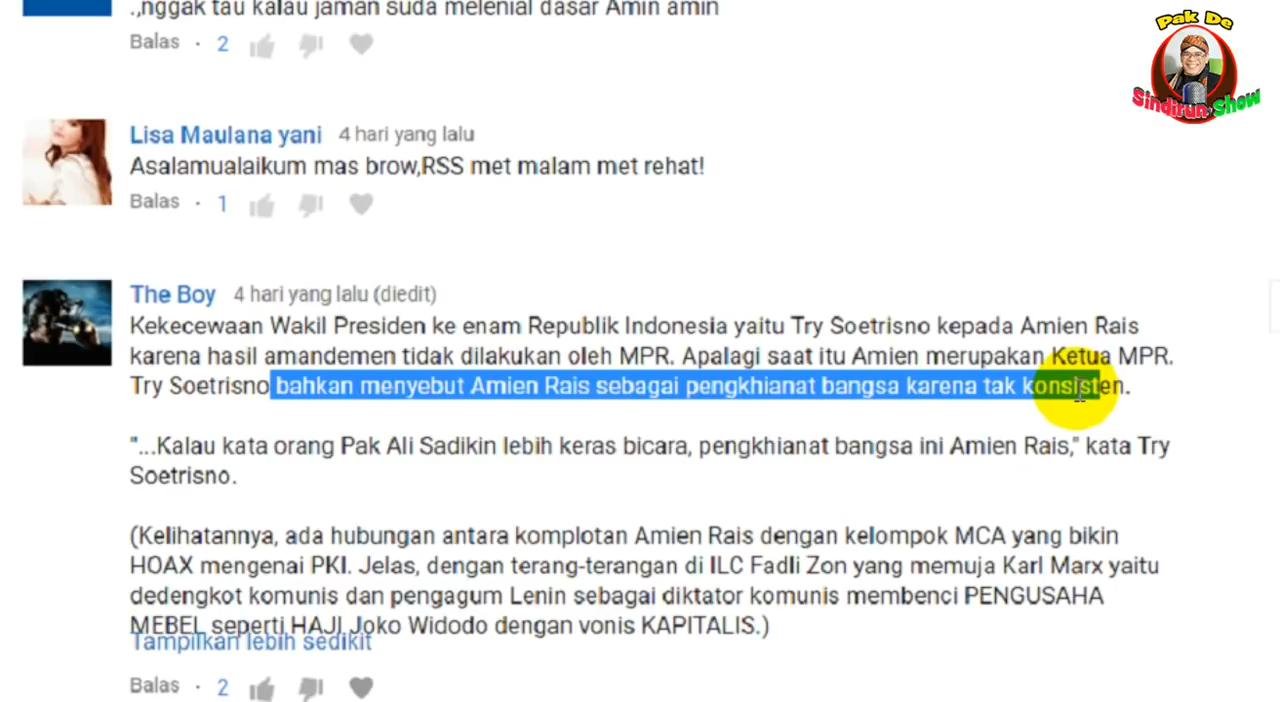 .,nggak tau kalau jaman suda melenial dasar Amin amin
Balas · 2
Pak De
Sindirun Show
Lisa Maulana yani 4 hari yang lalu
Asalamualaikum mas brow,RSS met malam met rehat!
Balas · 1
The Boy 4 hari yang lalu (diedit)
Kekecewaan Wakil Presiden ke enam Republik Indonesia yaitu Try Soetrisno kepada Amien Rais
karena hasil amandemen tidak dilakukan oleh MPR. Apalagi saat itu Amien merupakan Ketua MPR.
Try Soetrisno bahkan menyebut Amien Rais sebagai pengkhianat bangsa karena tak konsisten.
"...Kalau kata orang Pak Ali Sadikin lebih keras bicara, pengkhianat bangsa ini Amien Rais," kata Try
Soetrisno.
(Kelihatannya, ada hubungan antara komplotan Amien Rais dengan kelompok MCA yang bikin
HOAX mengenai PKI. Jelas, dengan terang-terangan di ILC Fadli Zon yang memuja Karl Marx yaitu
dedengkot komunis dan pengagum Lenin sebagai diktator komunis membenci PENGUSAHA
MEBEL seperti HAJI Joko Widodo dengan vonis KAPITALIS.)
Tampilkan lebih sedikit
Balas · 2